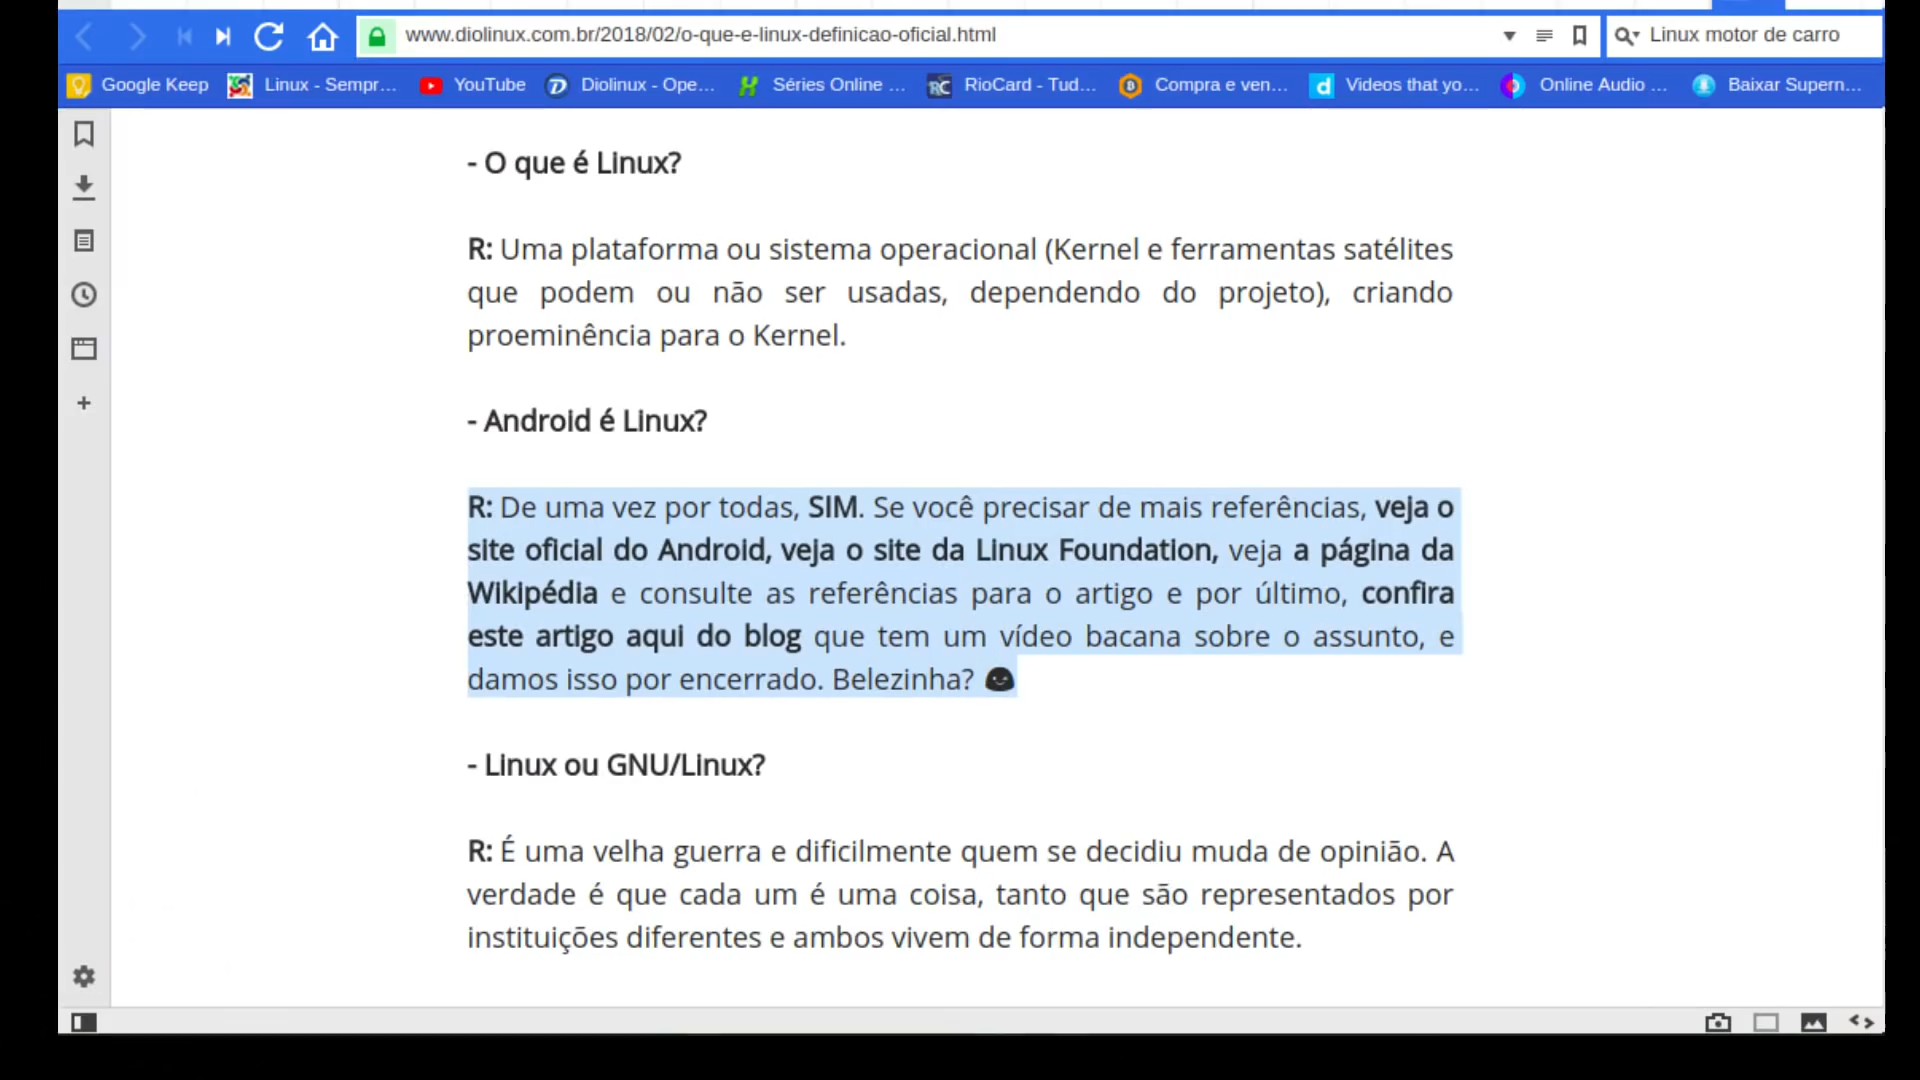 www.diolinux.com.br/2018/02/o-que-e-linux-definicao-oficial.html
Linux motor de carro
Google Keep
Linux - Sempr...
YouTube
Diolinux - Ope...
Séries Online ...
RioCard - Tud...
Compra e ven...
Videos that yo...
Online Audio ...
Baixar Supern...
- O que é Linux?
R: Uma plataforma ou sistema operacional (Kernel e ferramentas satélites
que podem ou não ser usadas, dependendo do projeto), criando
proeminência para o Kernel.
- Android é Linux?
R: De uma vez por todas, SIM. Se você precisar de mais referências, veja o
site oficial do Android, veja o site da Linux Foundation, veja a página da
Wikipédia e consulte as referências para o artigo e por último, confira
este artigo aqui do blog que tem um vídeo bacana sobre o assunto, e
damos isso por encerrado. Belezinha?
- Linux ou GNU/Linux?
R: É uma velha guerra e dificilmente quem se decidiu muda de opinião. A
verdade é que cada um é uma coisa, tanto que são representados por
instituições diferentes e ambos vivem de forma independente.